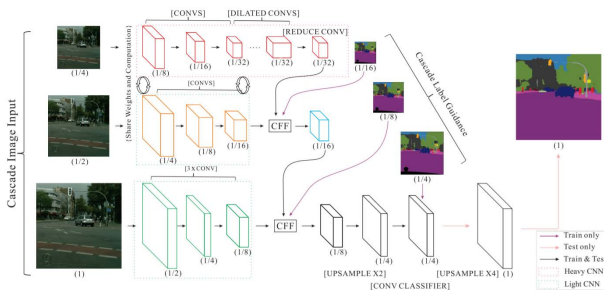 [CONVS]
[DILATED CONVS]
[REDUCE CONV]
(1/4)
(1/8)
(1/16)
(1/32)
(1/32)
(1/32)
(1/16)
Cascade Image Input
[Share Weights and Computation]
Cascade Label Guidance
[CONVS]
CFF
(1/2)
(1/4)
(1/8)
(1/16)
(1/16)
(1/8)
(1)
[3 x CONV]
CFF
(1/4)
(1)
(1/2)
(1/4)
(1/8)
(1/8)
(1/4)
(1/4)
(1)
[UPSAMPLE X2]
[UPSAMPLE X4]
[CONV CLASSIFIER]
Train only
Test only
Train & Tes
Heavy CNN
Light CNN